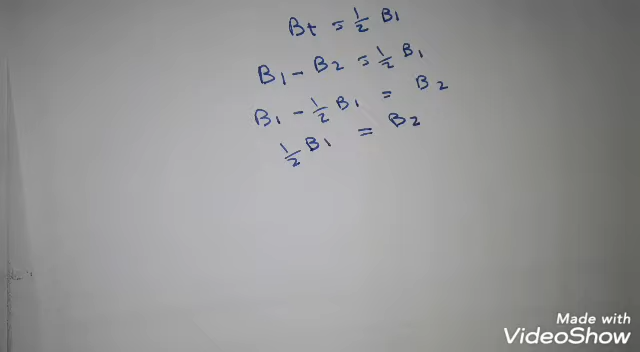 Bt = 1/2 B1
B1 - B2 = 1/2 B1
B1 - 1/2 B1 = B2
1/2 B1 = B2
Made with
VideoShow